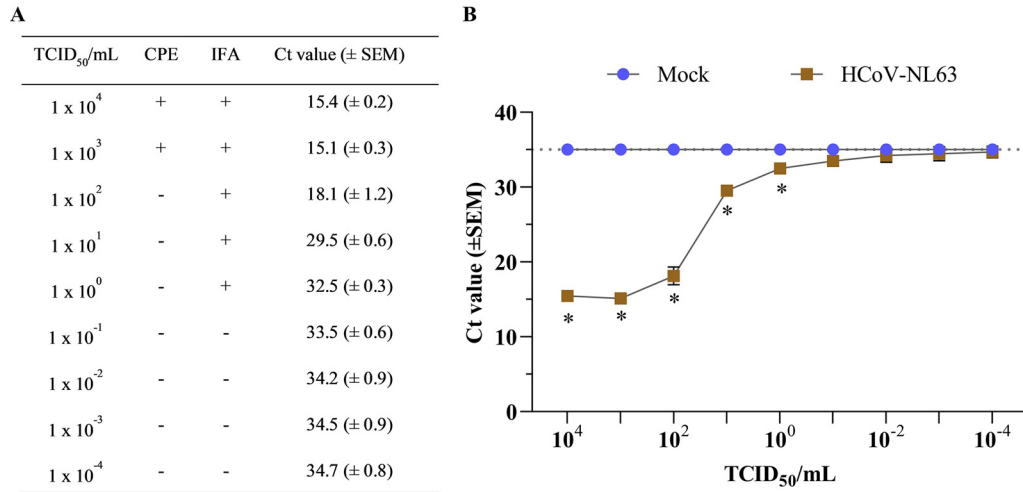 A
TCID50/mL CPE IFA Ct value (± SEM)
1 x 10^4 + + 15.4 (± 0.2)
1 x 10^3 + + 15.1 (± 0.3)
1 x 10^2 - + 18.1 (± 1.2)
1 x 10^1 - + 29.5 (± 0.6)
1 x 10^0 - + 32.5 (± 0.3)
1 x 10^-1 - - 33.5 (± 0.6)
1 x 10^-2 - - 34.2 (± 0.9)
1 x 10^-3 - - 34.5 (± 0.9)
1 x 10^-4 - - 34.7 (± 0.8)
B
Mock HCoV-NL63
Ct value (±SEM)
40
30
20
10
0
* * * * *
10^4 10^2 10^0 10^-2 10^-4
TCID50/mL